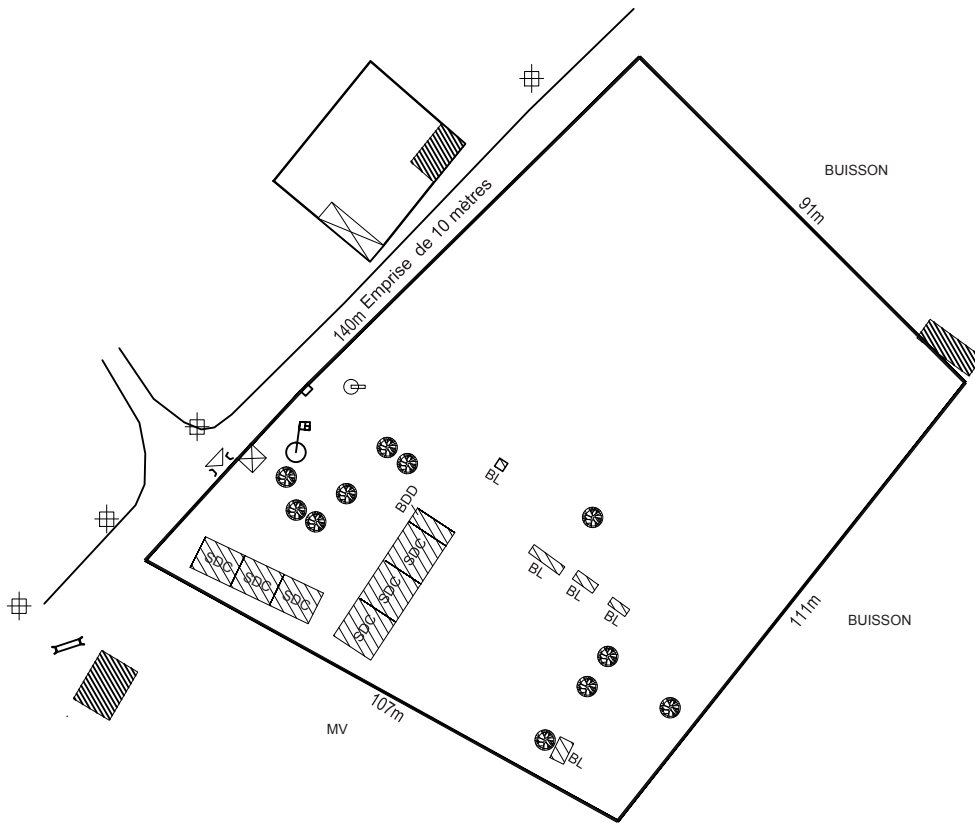 BUISSON
91m
140m Emprise de 10 mètres
BL
BDD
SDC
SDC
SDC
SDC
SDC
SDC
BL
BL
BL
111m
BUISSON
107m
MV
BL